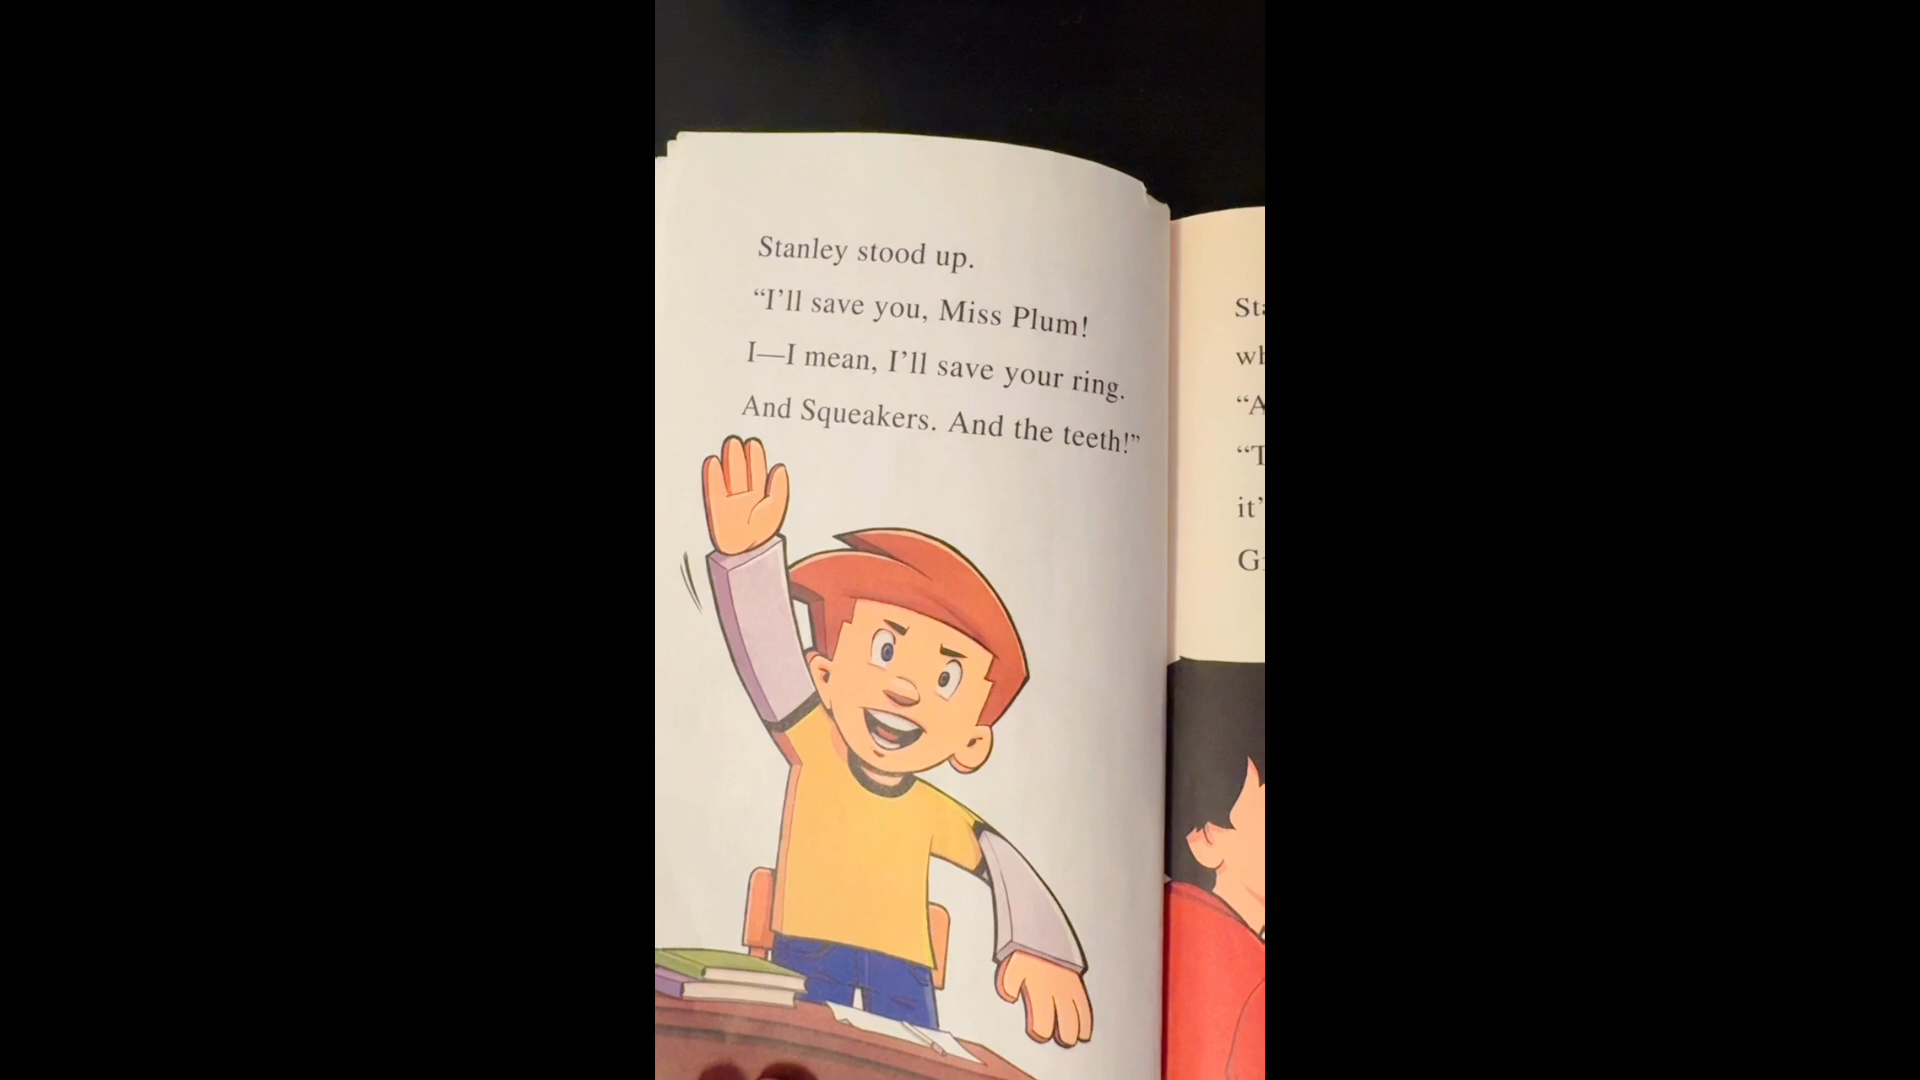 Stanley stood up.
“I’ll save you, Miss Plum!
I—I mean, I’ll save your ring.
And Squeakers. And the teeth!”